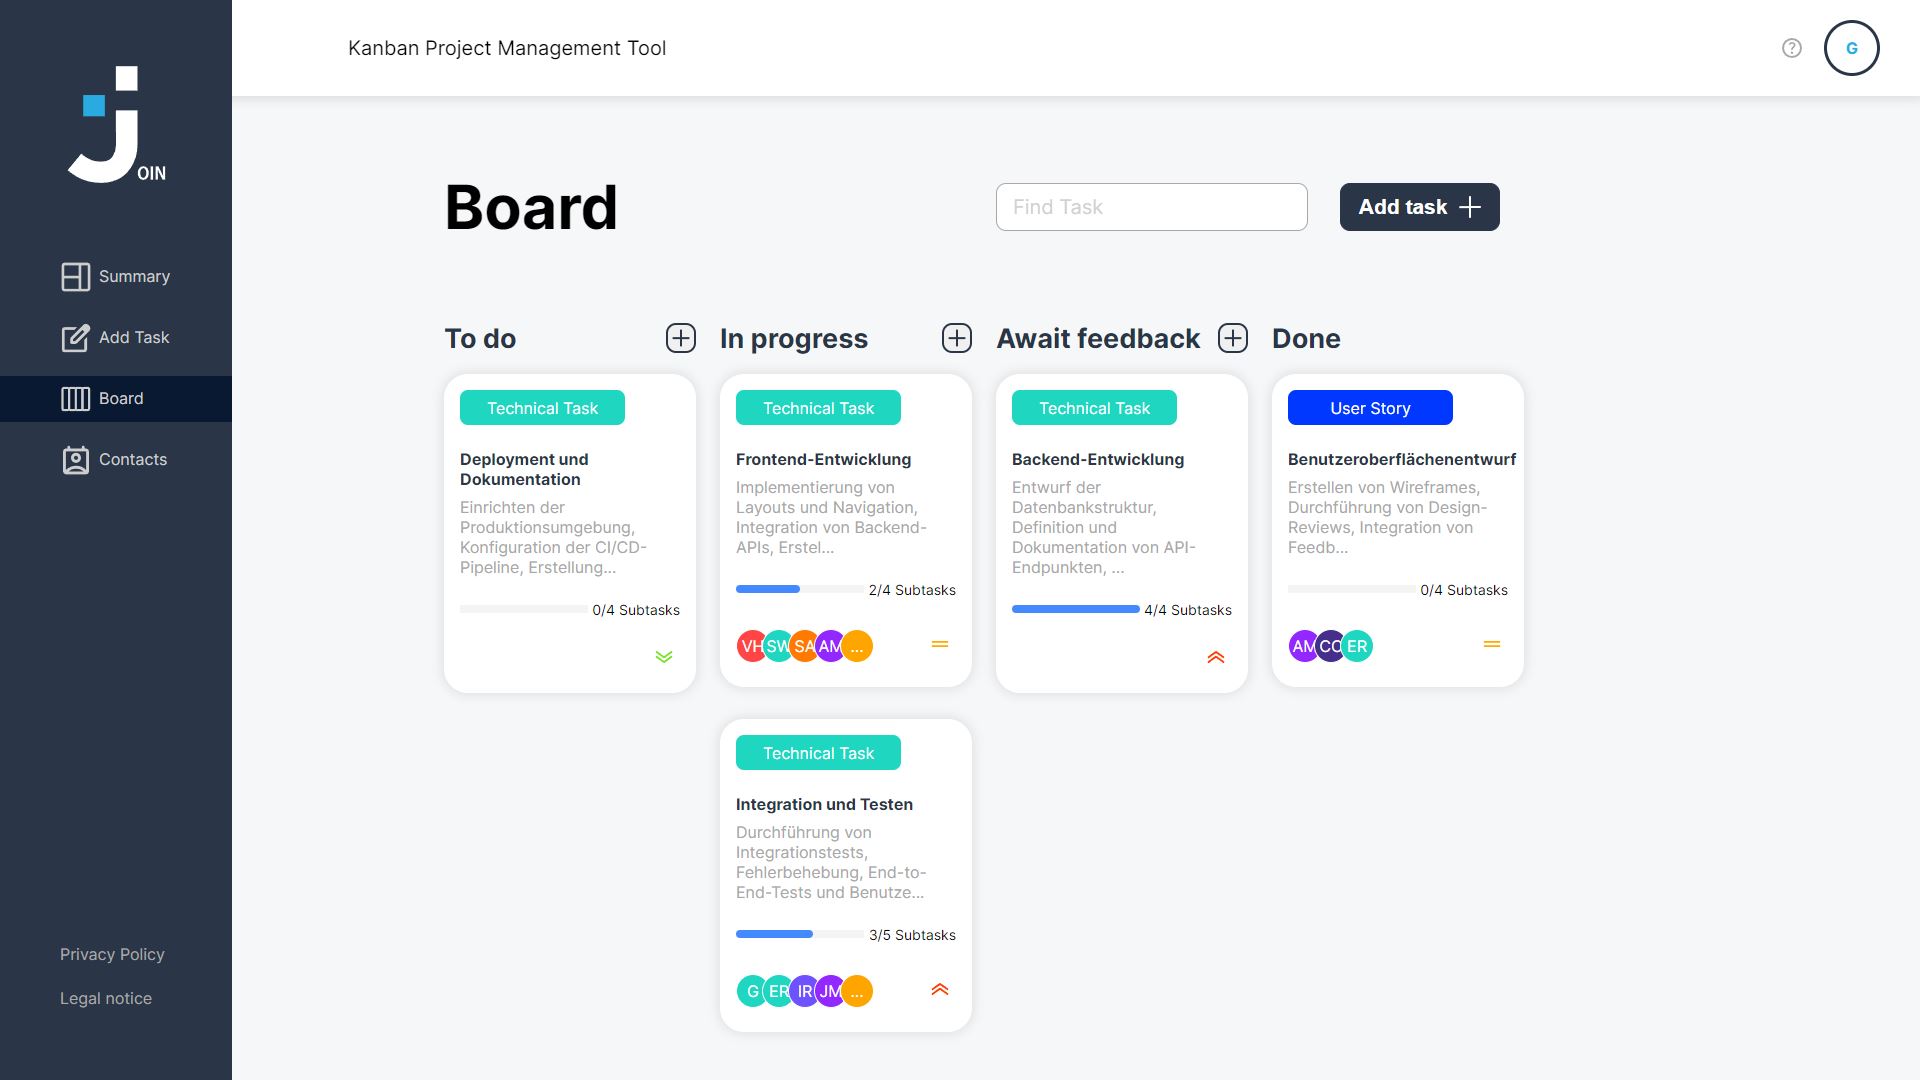 OIN
Summary
Add Task
Board
Contacts
Privacy Policy
Legal notice
Kanban Project Management Tool
?
G
Board
Find Task
Add task
To do
Technical Task
Deployment und
Dokumentation
Einrichten der
Produktionsumgebung,
Konfiguration der CI/CD-
Pipeline, Erstellung...
0/4 Subtasks
In progress
Technical Task
Frontend-Entwicklung
Implementierung von
Layouts und Navigation,
Integration von Backend-
APIs, Erstel...
2/4 Subtasks
VH SW SA AM ...
Technical Task
Integration und Testen
Durchführung von
Integrationstests,
Fehlerbehebung, End-to-
End-Tests und Benutze...
3/5 Subtasks
G ER IR JM ...
Await feedback
Technical Task
Backend-Entwicklung
Entwurf der
Datenbankstruktur,
Definition und
Dokumentation von API-
Endpunkten, ...
4/4 Subtasks
Done
User Story
Benutzeroberflächenentwurf
Erstellen von Wireframes,
Durchführung von Design-
Reviews, Integration von
Feedb...
0/4 Subtasks
AM CC ER